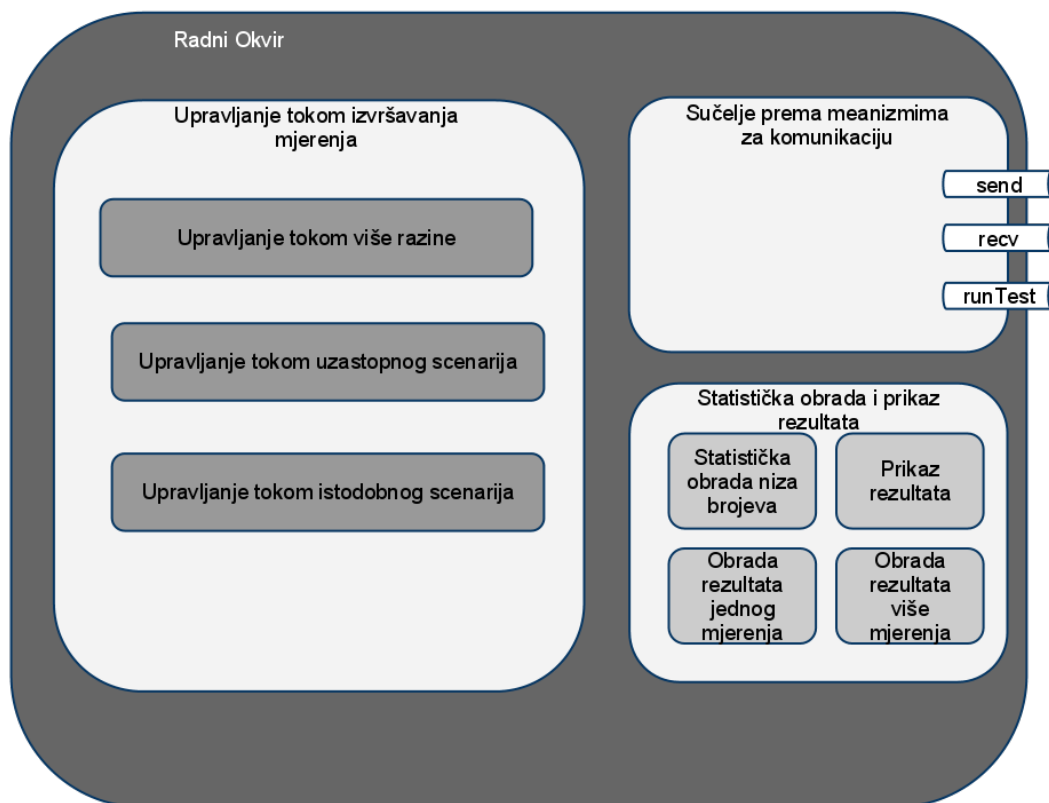 Radni Okvir
Upravljanje tokom izvršavanja
mjerenja
Upravljanje tokom više razine
Upravljanje tokom uzastopnog scenarija
Upravljanje tokom istodobnog scenarija
Sučelje prema meanizmima
za komunikaciju
send
recv
runTest
Statistička obrada i prikaz
rezultata
Statistička
obrada niza
brojeva
Prikaz
rezultata
Obrada
rezultata
jednog
mjerenja
Obrada
rezultata
više
mjerenja